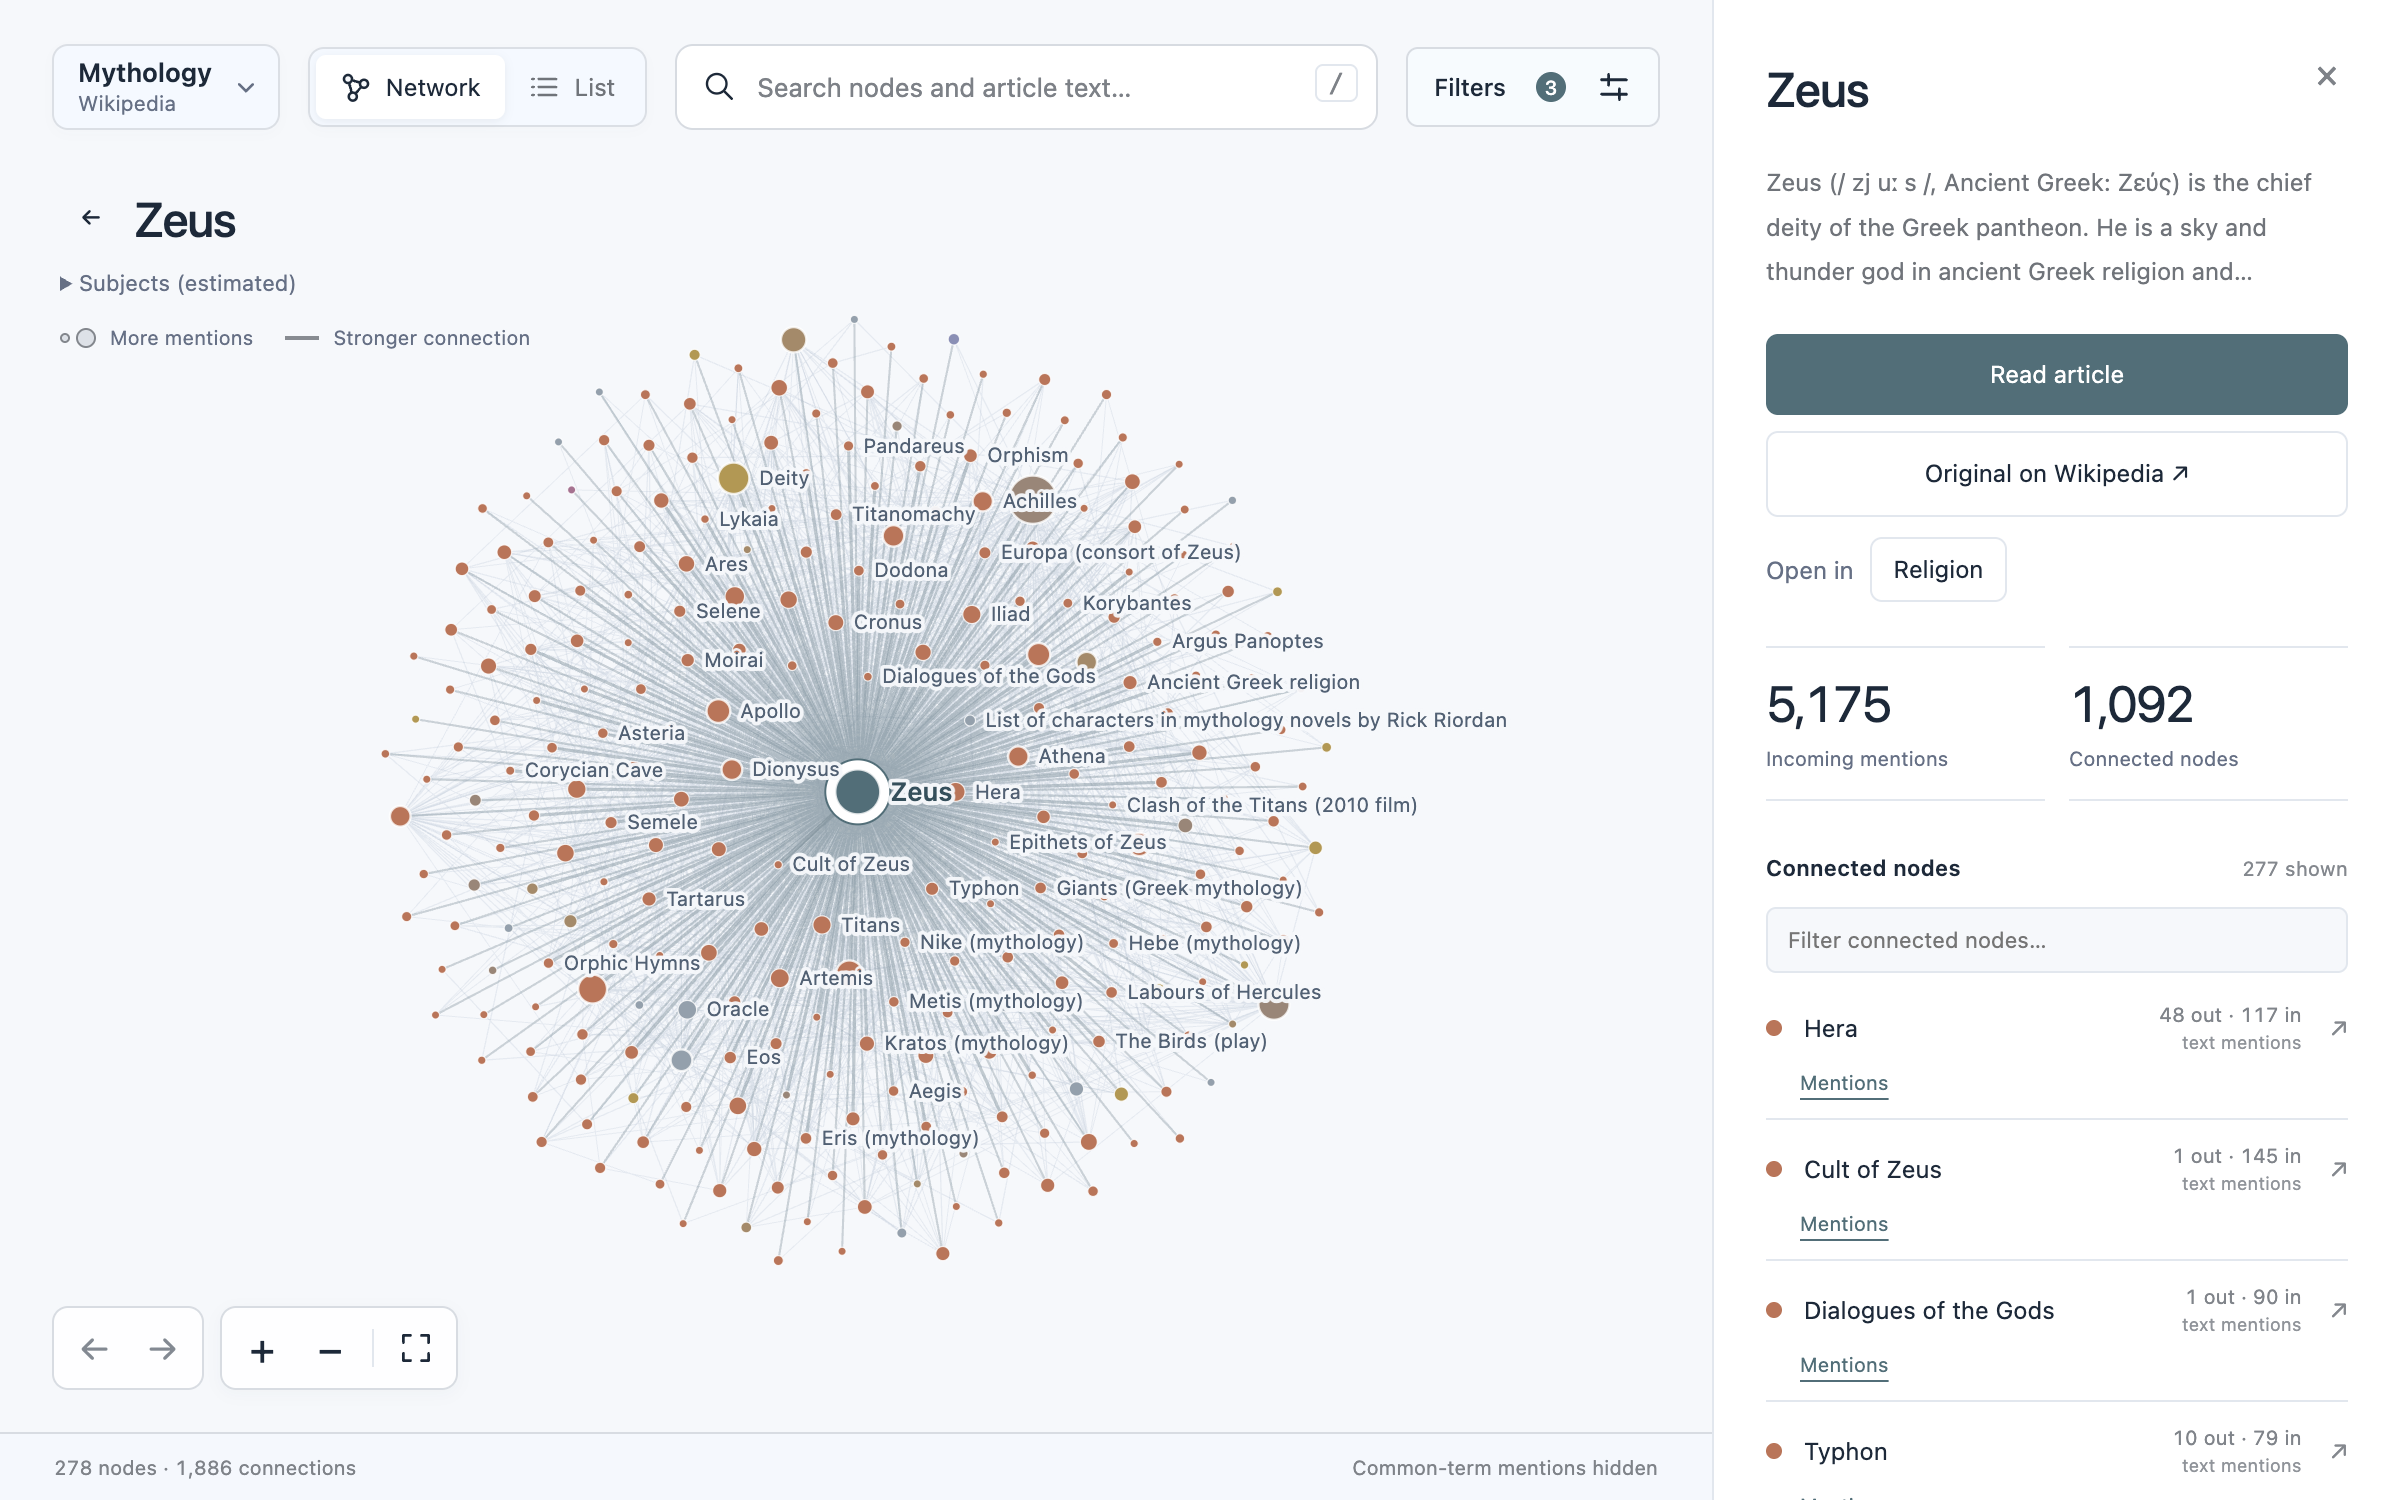 Mythology
Wikipedia
Network
List
Search nodes and article text...
/
Filters 3
Zeus
Subjects (estimated)
More mentions
Stronger connection
Pandareus
Orphism
Deity
Achilles
Lykaia
Titanomachy
Europa (consort of Zeus)
Ares
Dodona
Selene
Cronus
Iliad
Korybantes
Argus Panoptes
Moirai
Dialogues of the Gods
Ancient Greek religion
Apollo
List of characters in mythology novels by Rick Riordan
Asteria
Athena
Corycian Cave
Dionysus
Zeus
Hera
Clash of the Titans (2010 film)
Semele
Epithets of Zeus
Cult of Zeus
Typhon
Giants (Greek mythology)
Tartarus
Titans
Nike (mythology)
Hebe (mythology)
Orphic Hymns
Artemis
Labours of Hercules
Oracle
Metis (mythology)
Kratos (mythology)
The Birds (play)
Eos
Aegis
Eris (mythology)
278 nodes · 1,886 connections
Common-term mentions hidden
Zeus
Zeus (/ zj uː s /, Ancient Greek: Ζεύς) is the chief
deity of the Greek pantheon. He is a sky and
thunder god in ancient Greek religion and...
Read article
Original on Wikipedia ↗
Open in Religion
5,175
Incoming mentions
1,092
Connected nodes
Connected nodes
277 shown
Filter connected nodes...
Hera
48 out · 117 in
text mentions
Mentions
Cult of Zeus
1 out · 145 in
text mentions
Mentions
Dialogues of the Gods
1 out · 90 in
text mentions
Mentions
Typhon
10 out · 79 in
text mentions